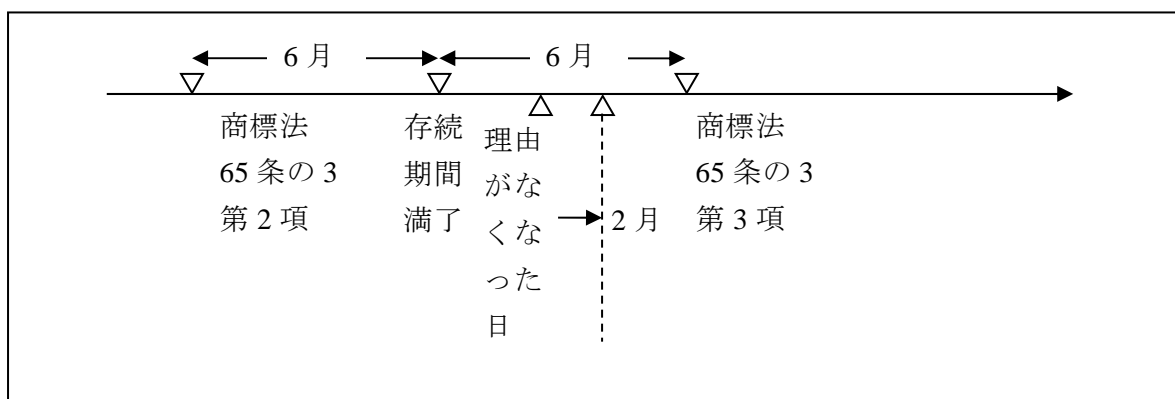 6月
6月
商標法
65条の3
第2項
存続
期間
満了
理由
がな
くな
った
日
2月
商標法
65条の3
第3項